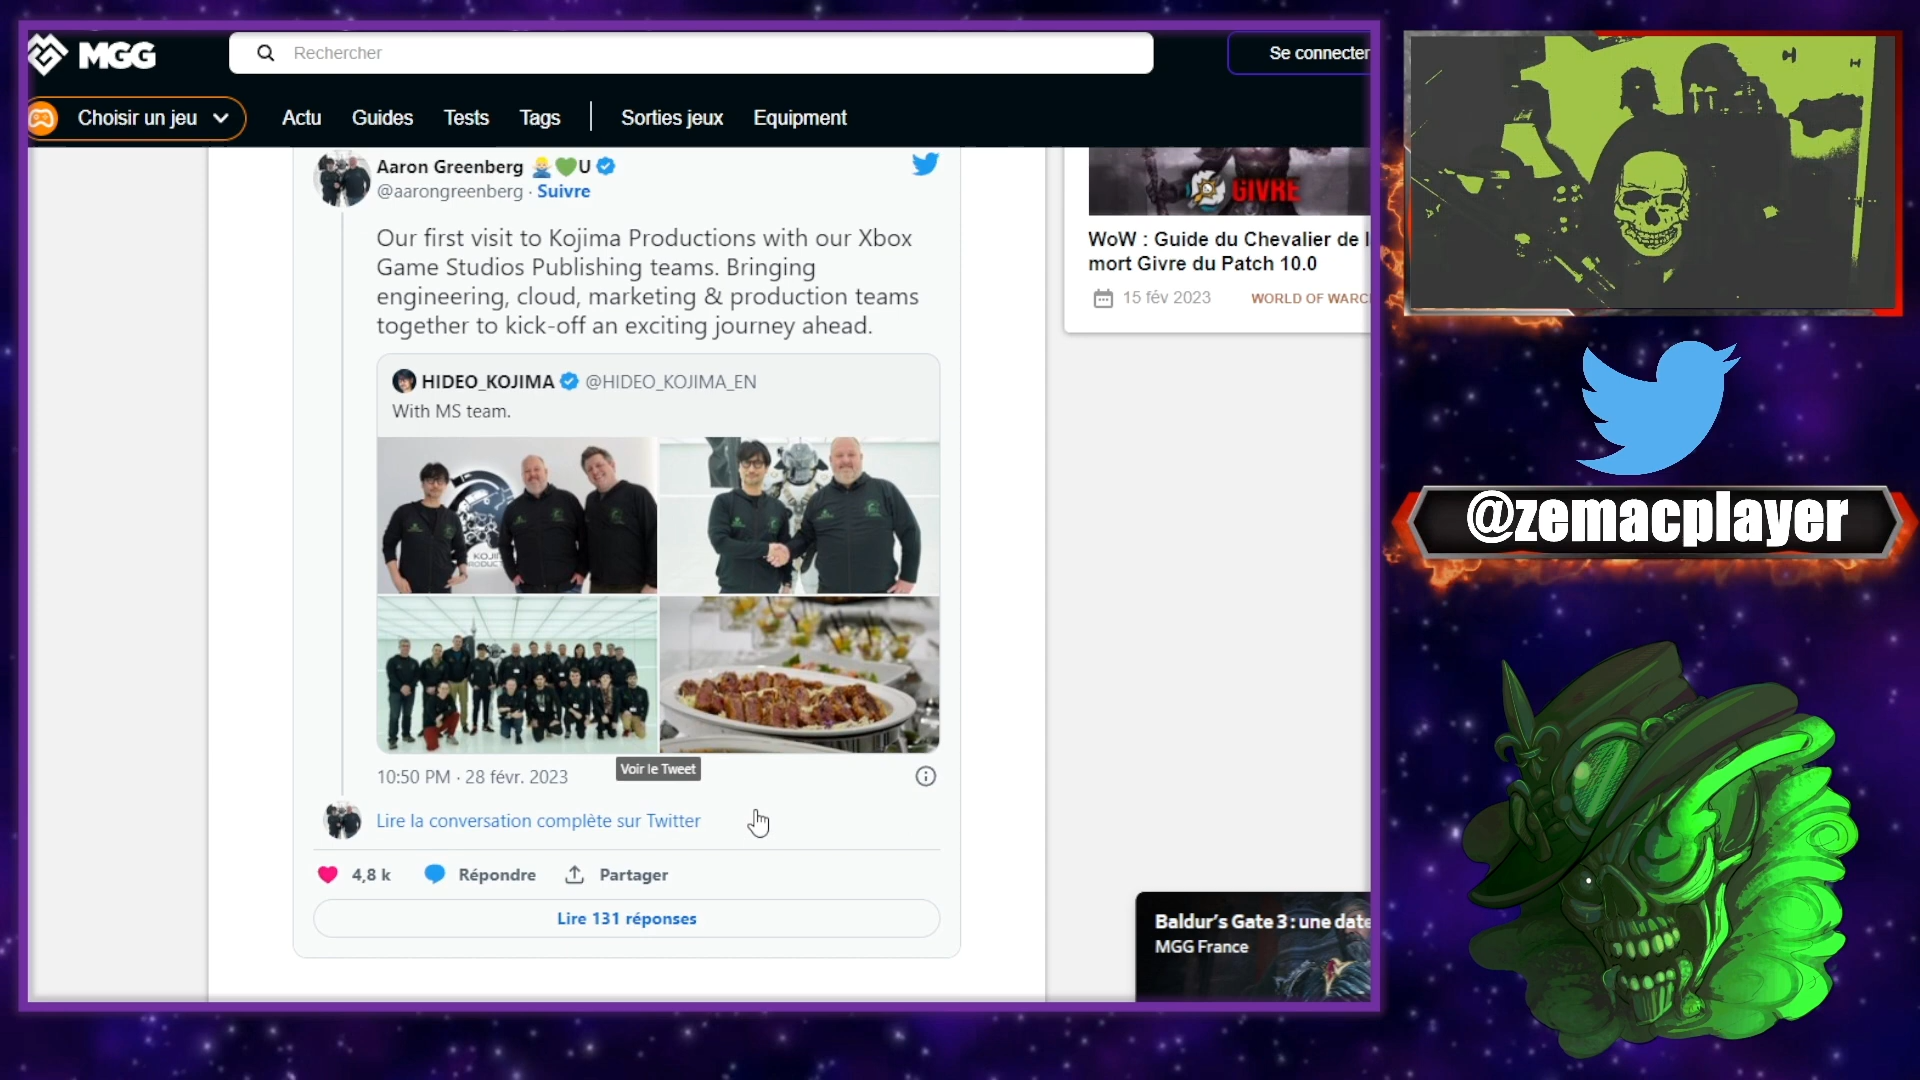 MGG
Rechercher
Se connecter
Choisir un jeu
Actu
Guides
Tests
Tags
Sorties jeux
Equipment
Aaron Greenberg 🙅🏼‍♂️💚U
@aarongreenberg · Suivre
Our first visit to Kojima Productions with our Xbox
Game Studios Publishing teams. Bringing
engineering, cloud, marketing & production teams
together to kick-off an exciting journey ahead.
HIDEO_KOJIMA @HIDEO_KOJIMA_EN
With MS team.
10:50 PM · 28 févr. 2023
Voir le Tweet
Lire la conversation complète sur Twitter
4,8 k
Répondre
Partager
Lire 131 réponses
GIVRE
WoW : Guide du Chevalier de l
mort Givre du Patch 10.0
15 fév 2023
WORLD OF WARC
Baldur's Gate 3 : une date
MGG France
@zemacplayer